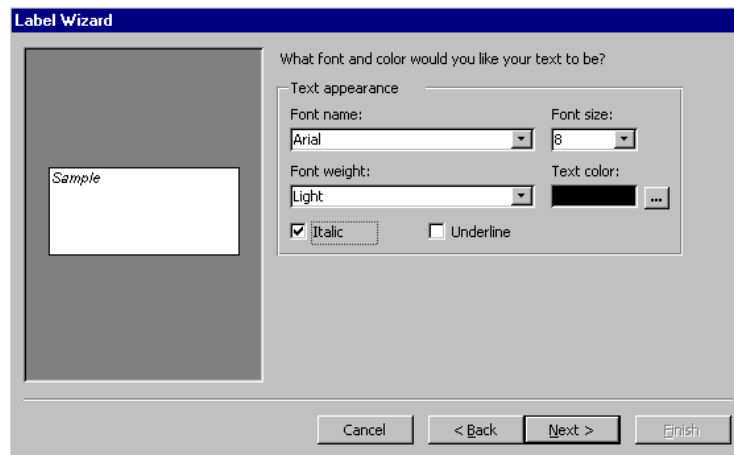 Label Wizard
What font and color would you like your text to be?
Text appearance
Font name: Font size:
Arial 8
Sample
Font weight: Text color:
Light ...
Italic Underline
Cancel < Back Next > Finish